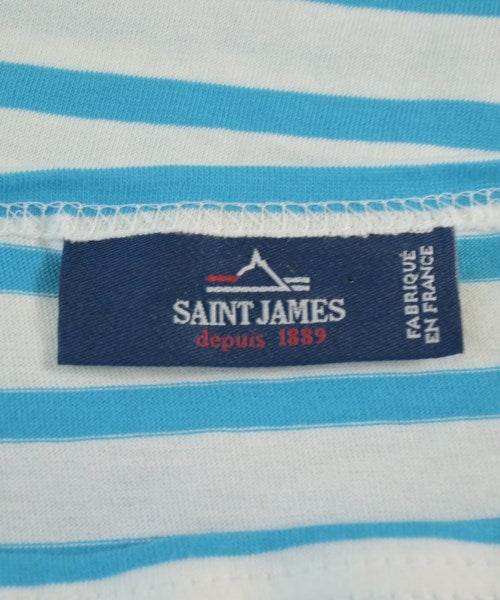 SAINT JAMES
depuis 1889
FABRIQUÉ
EN FRANCE